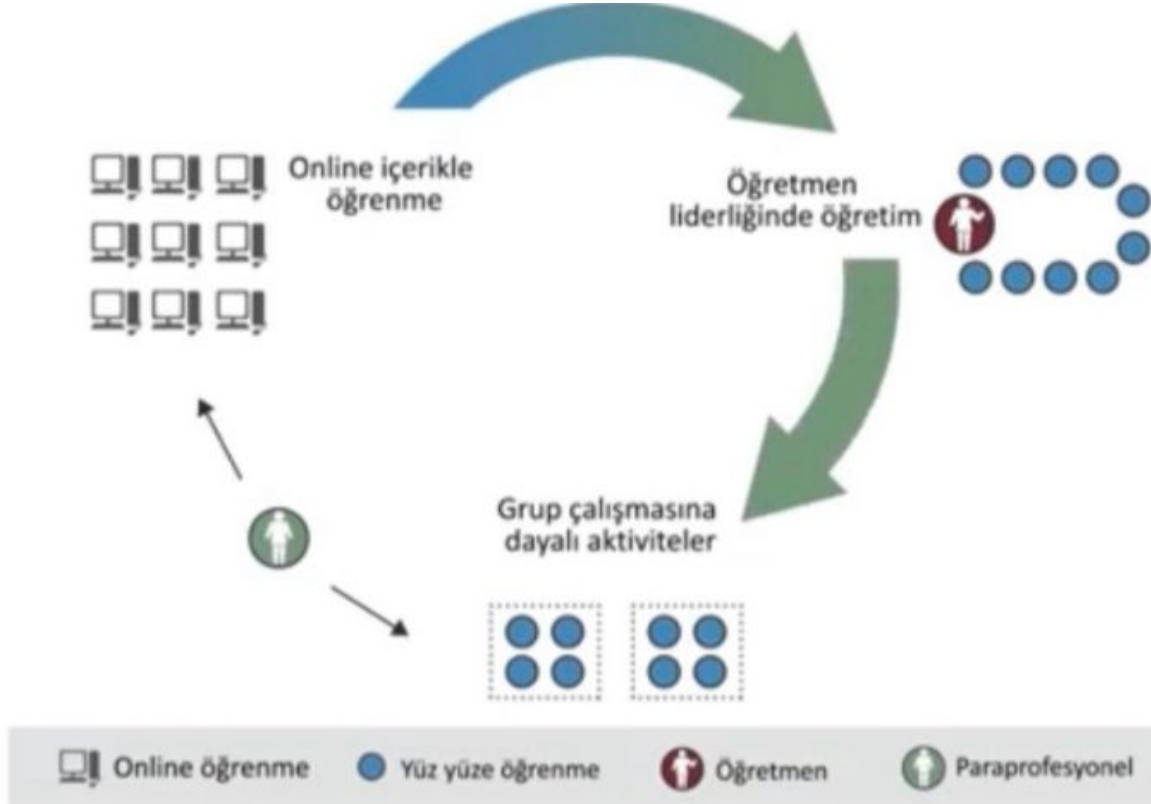 Online içerikle
öğrenme
Öğretmen
liderliğinde öğretim
Grup çalışmasına
dayalı aktiviteler
Online öğrenme
Yüz yüze öğrenme
Öğretmen
Paraprofesyonel